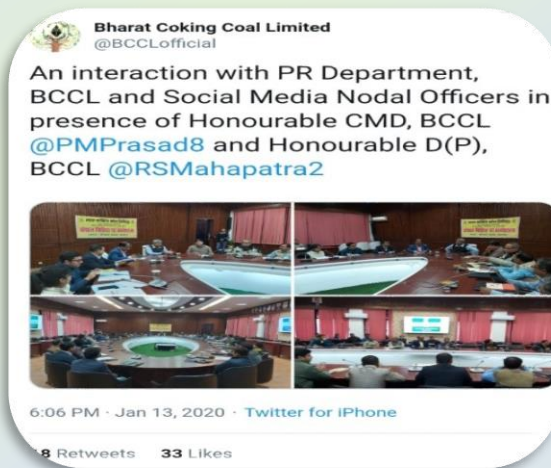 Bharat Coking Coal Limited
@BCCLofficial
An interaction with PR Department,
BCCL and Social Media Nodal Officers in
presence of Honourable CMD, BCCL
@PMPrasad8 and Honourable D(P),
BCCL @RSMahapatra2
6:06 PM · Jan 13, 2020 · Twitter for iPhone
8 Retweets 33 Likes